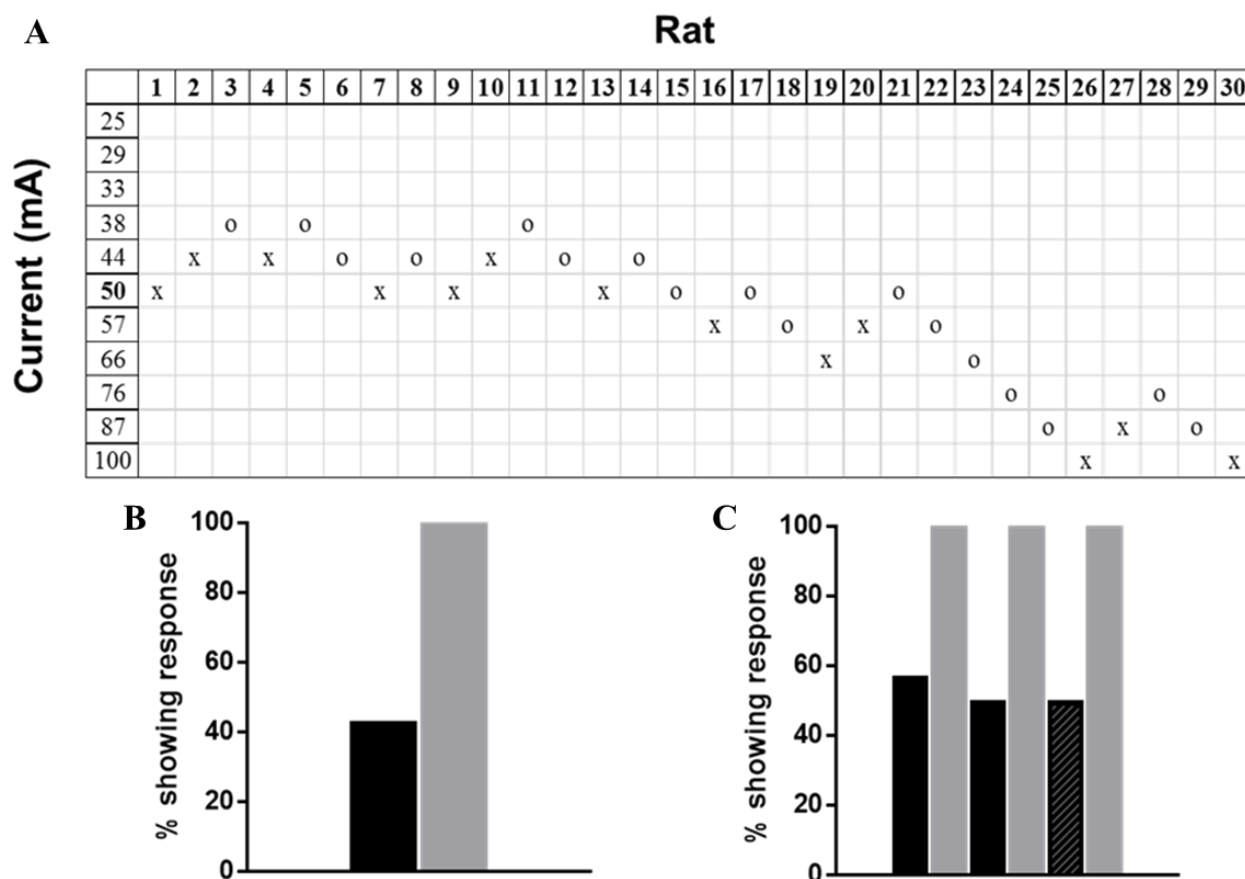 A
Rat
1 2 3 4 5 6 7 8 9 10 11 12 13 14 15 16 17 18 19 20 21 22 23 24 25 26 27 28 29 30
Current (mA)
25
29
33
38 o o o
44 x x o o x o o
50 x x x x o o o
57 x o x o
66 x o
76 o o
87 o x o
100 x x
B
% showing response
100
80
60
40
20
0
C
% showing response
100
80
60
40
20
0